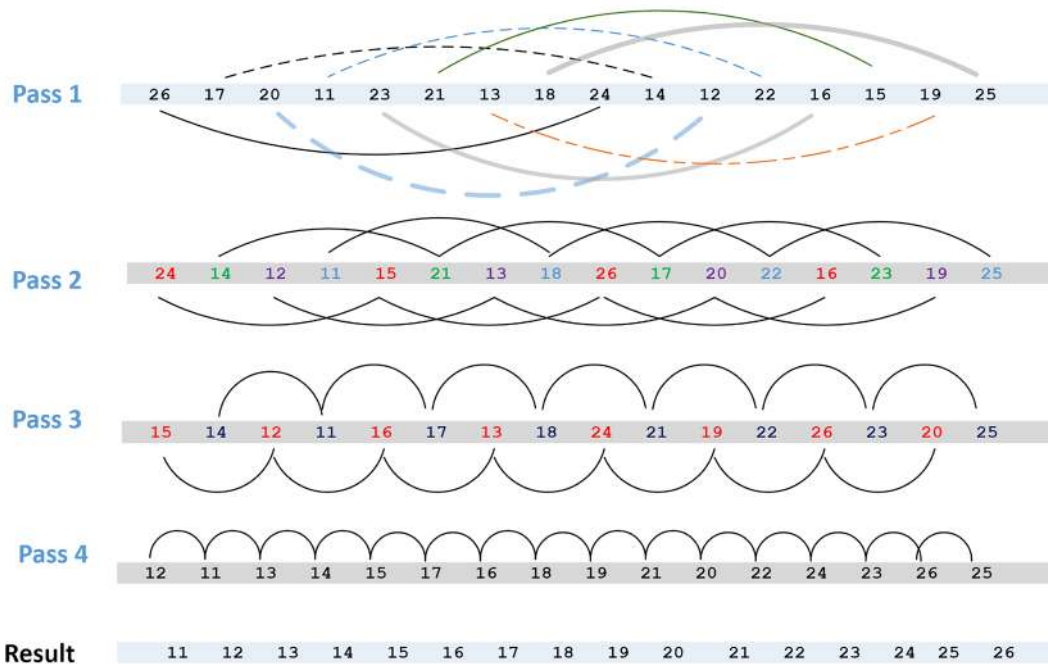 Pass 1 26 17 20 11 23 21 13 18 24 14 12 22 16 15 19 25
Pass 2 24 14 12 11 15 21 13 18 26 17 20 22 16 23 19 25
Pass 3 15 14 12 11 16 17 13 18 24 21 19 22 26 23 20 25
Pass 4 12 11 13 14 15 17 16 18 19 21 20 22 24 23 26 25
Result 11 12 13 14 15 16 17 18 19 20 21 22 23 24 25 26